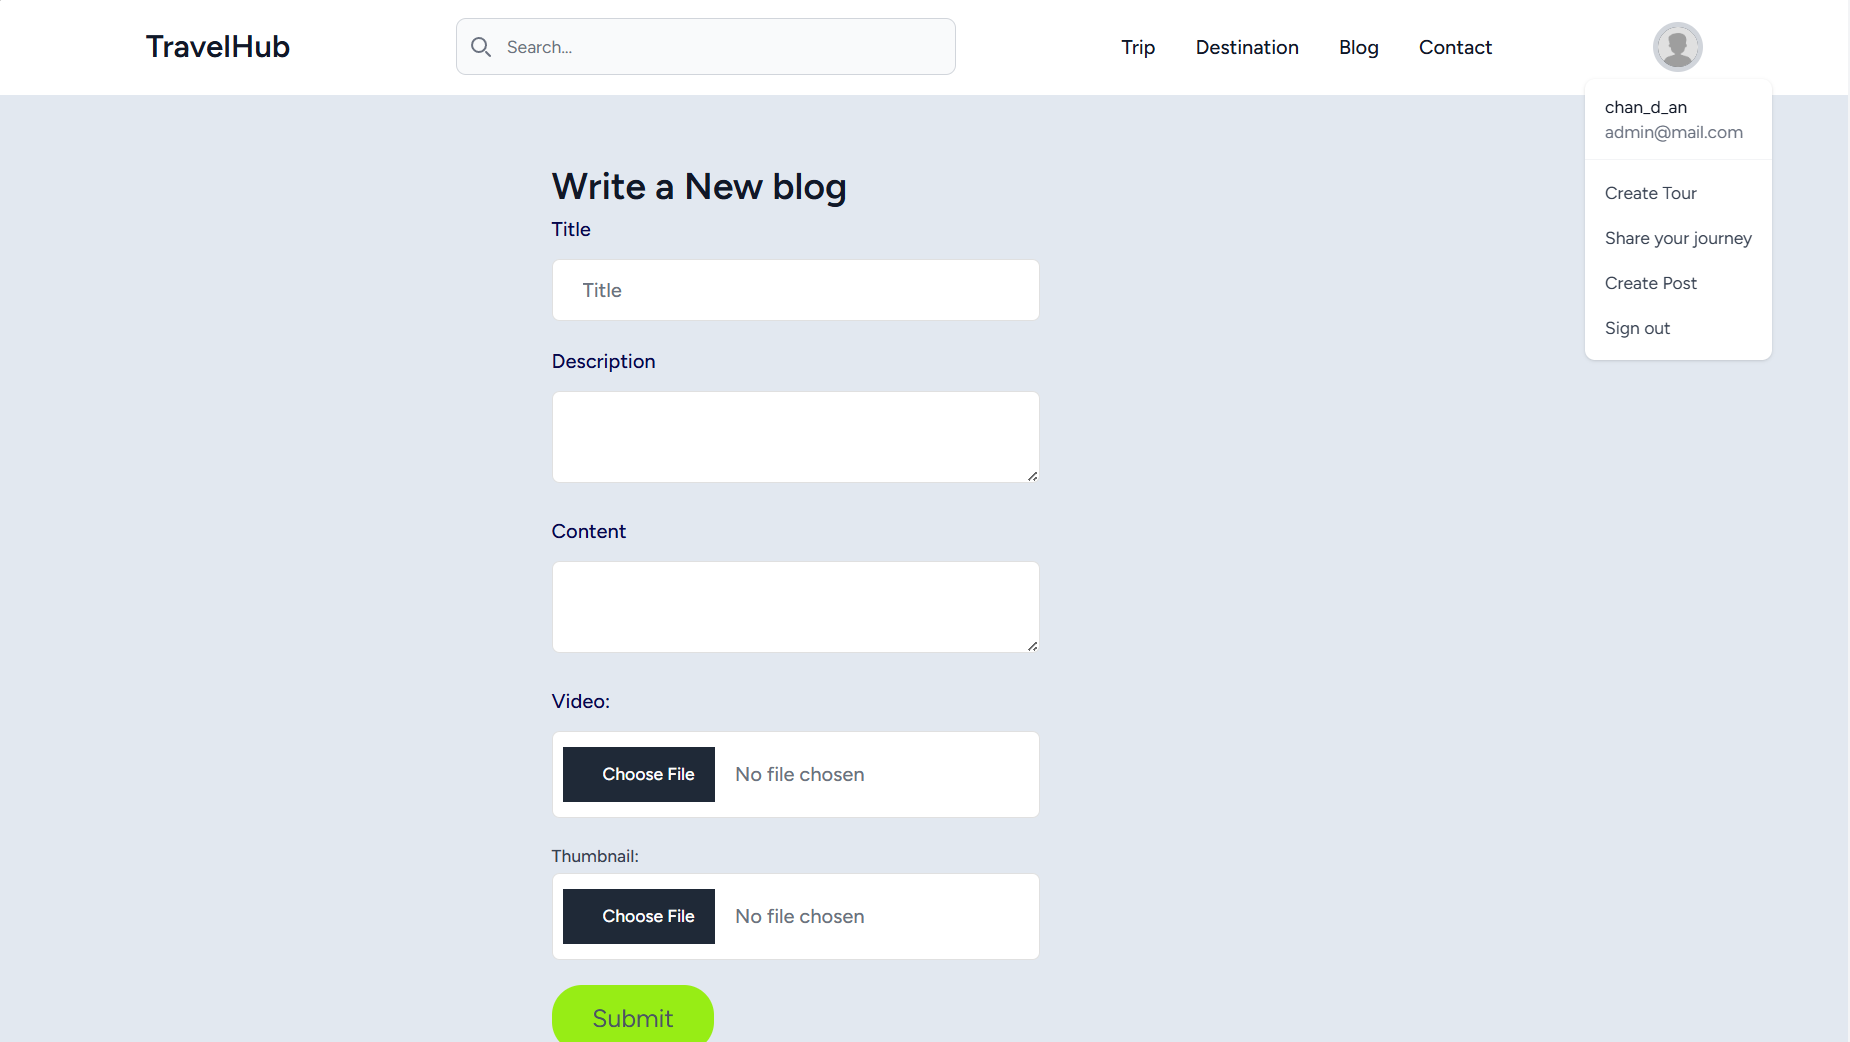 TravelHub
Search...
Trip
Destination
Blog
Contact
chan_d_an
admin@mail.com
Create Tour
Share your journey
Create Post
Sign out
Write a New blog
Title
Title
Description
Content
Video:
Choose File No file chosen
Thumbnail:
Choose File No file chosen
Submit